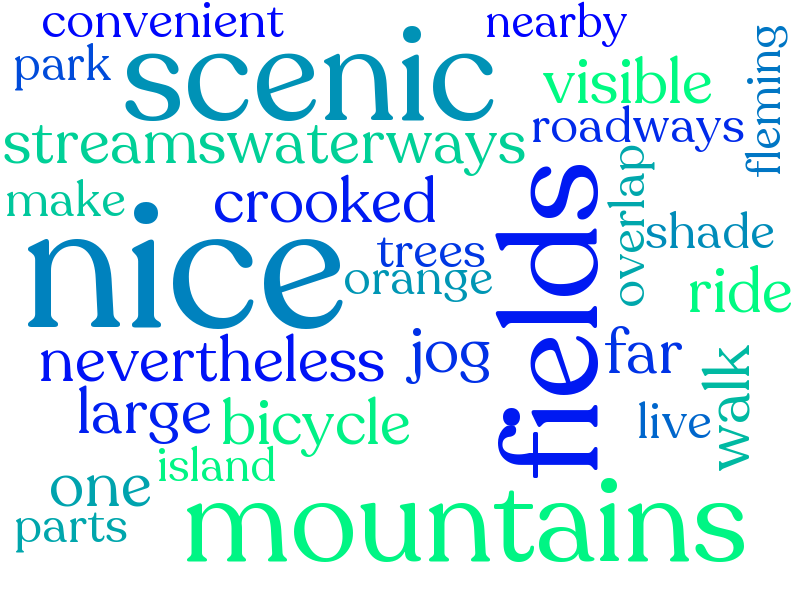 convenient
nearby
park
scenic
visible
fleming
streamswaterways
roadways
make
crooked
overlap
nice
fields
trees
shade
orange
ride
nevertheless
jog
far
walk
large
bicycle
live
island
one
mountains
parts